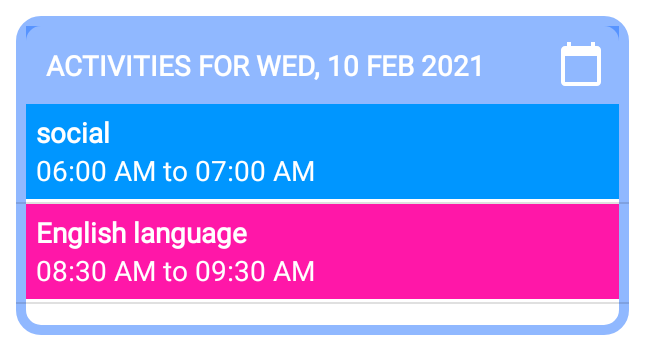 ACTIVITIES FOR WED, 10 FEB 2021
social
06:00 AM to 07:00 AM
English language
08:30 AM to 09:30 AM